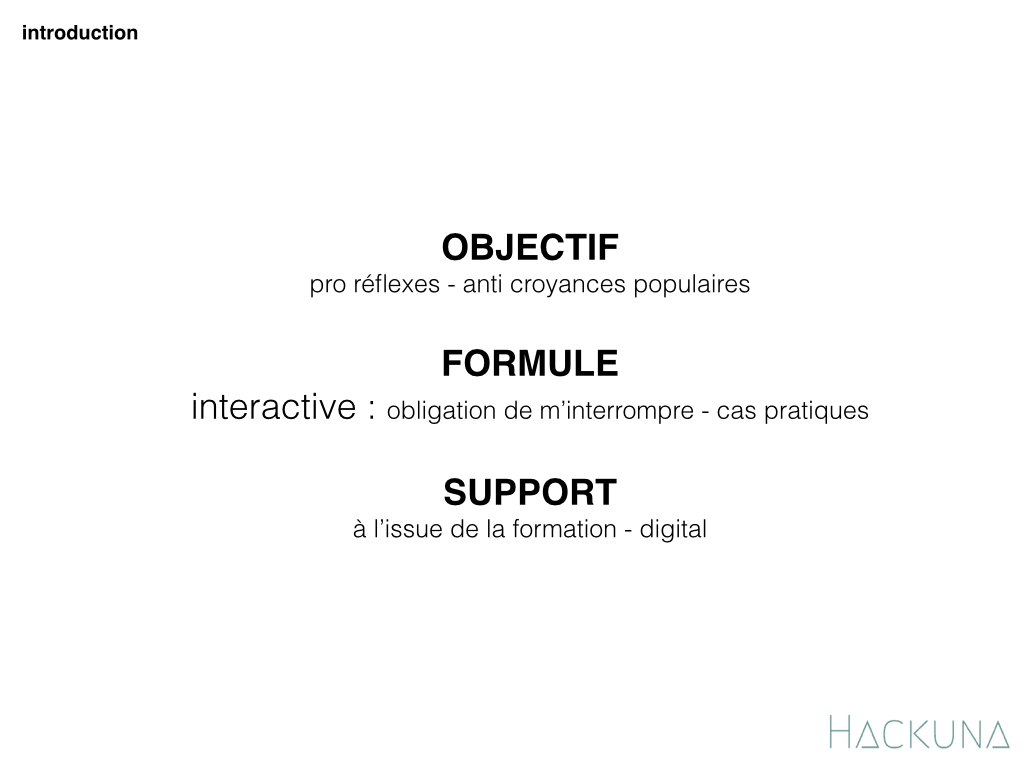 introduction
OBJECTIF
pro réflexes - anti croyances populaires
FORMULE
interactive : obligation de m’interrompre - cas pratiques
SUPPORT
à l’issue de la formation - digital
HACKUNA